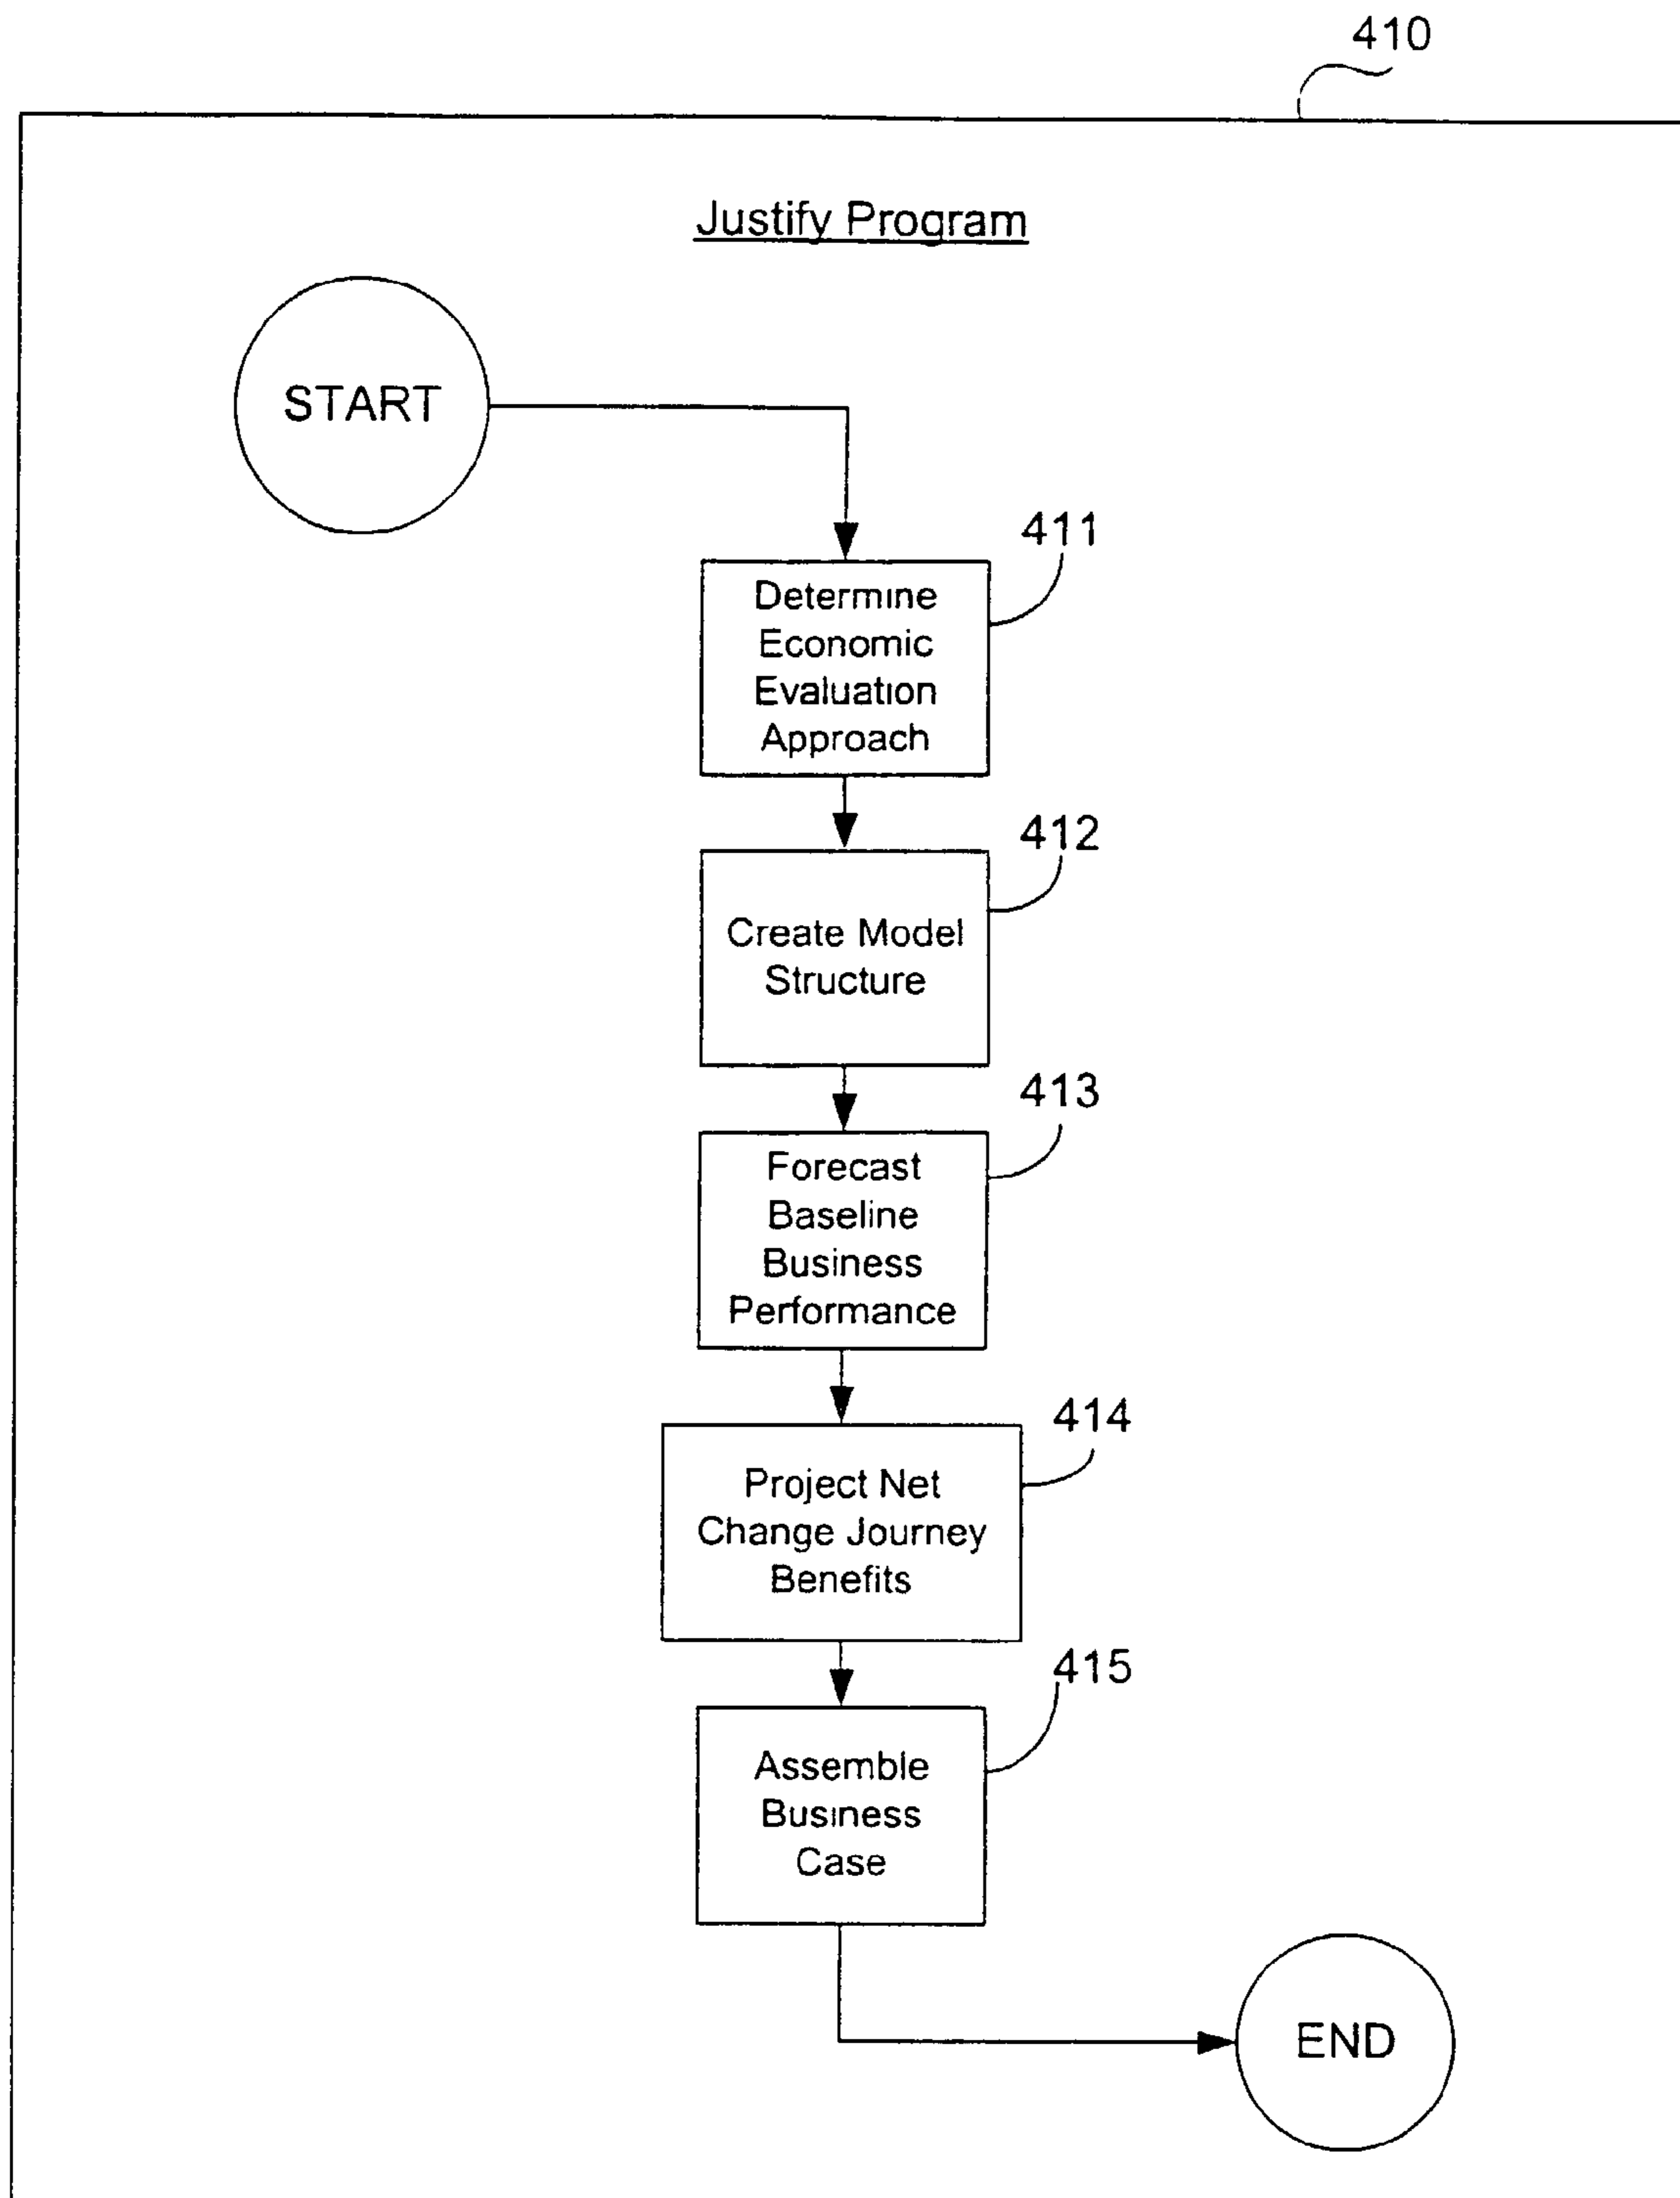 410
Justify Program
START
411
Determine
Economic
Evaluation
Approach
412
Create Model
Structure
413
Forecast
Baseline
Business
Performance
414
Project Net
Change Journey
Benefits
415
Assemble
Business
Case
END